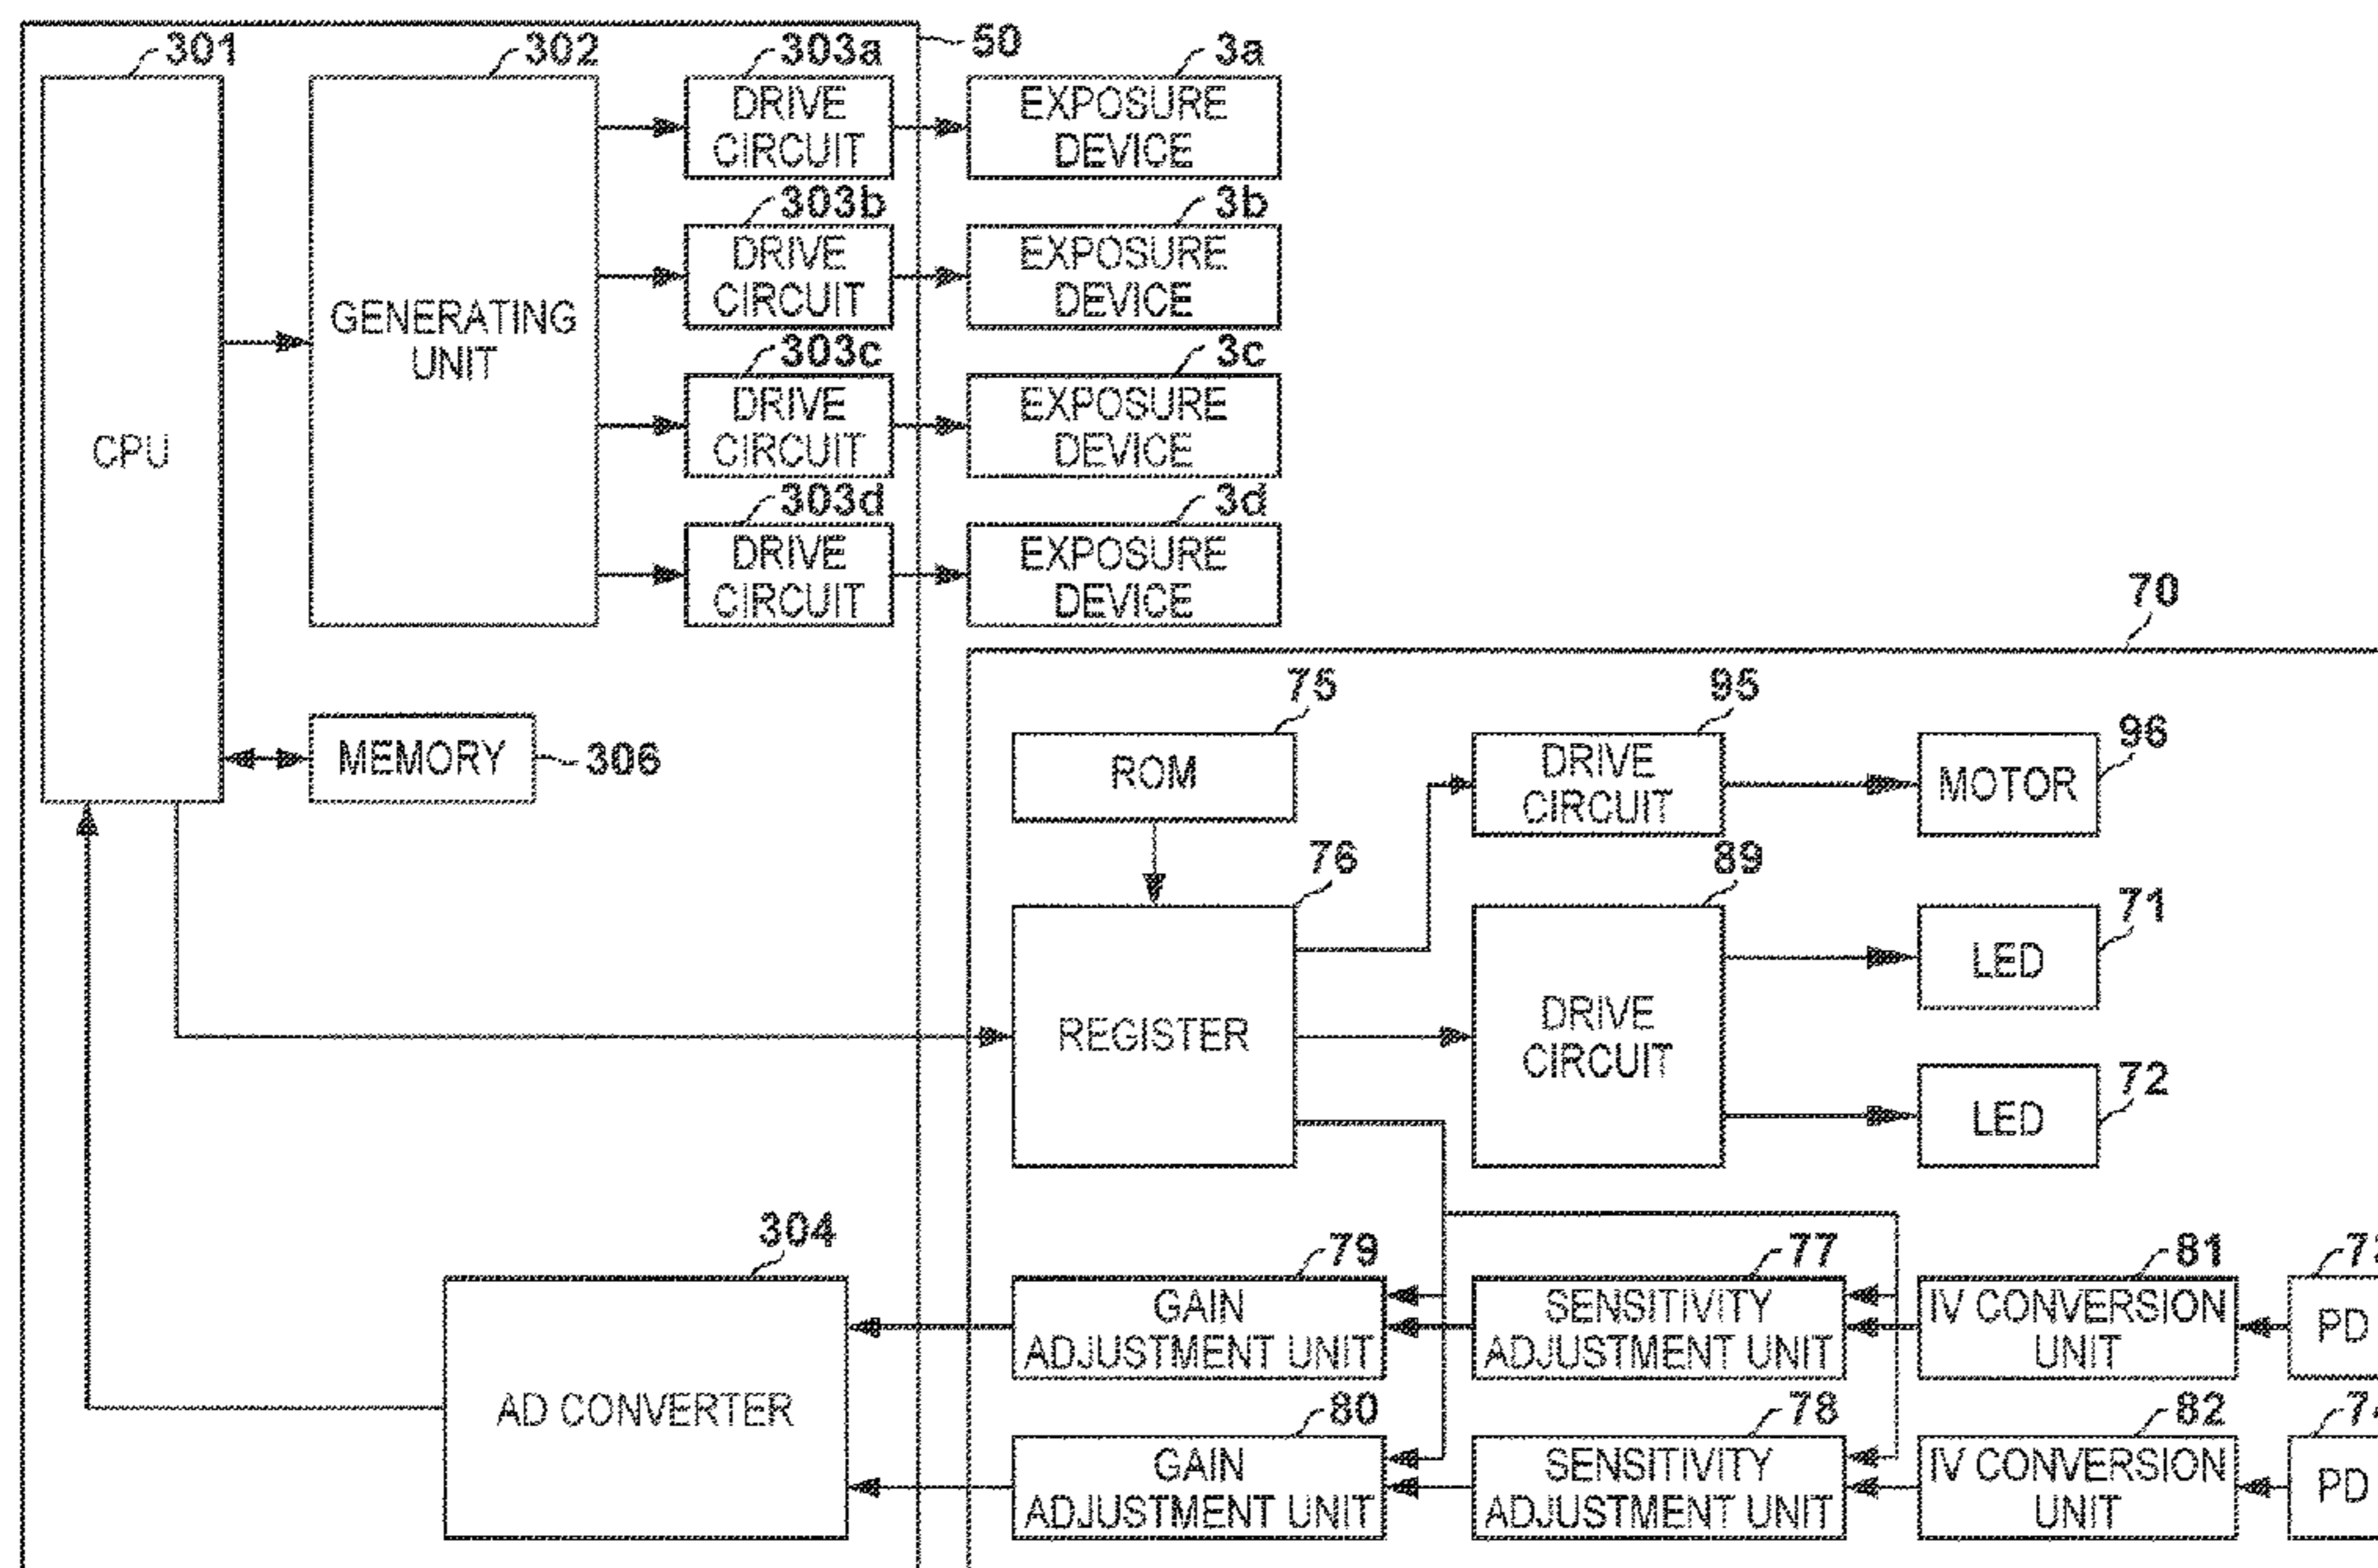 301
302
303a
50
3a
DRIVE
CIRCUIT
EXPOSURE
DEVICE
303b
3b
DRIVE
CIRCUIT
EXPOSURE
DEVICE
GENERATING
UNIT
303c
3c
CPU
DRIVE
CIRCUIT
EXPOSURE
DEVICE
303d
3d
DRIVE
CIRCUIT
EXPOSURE
DEVICE
70
MEMORY
306
75
95
96
ROM
DRIVE
CIRCUIT
MOTOR
76
89
71
REGISTER
DRIVE
CIRCUIT
LED
72
LED
304
79
77
81
AD CONVERTER
GAIN
ADJUSTMENT UNIT
SENSITIVITY
ADJUSTMENT UNIT
IV CONVERSION
UNIT
PD
80
78
82
GAIN
ADJUSTMENT UNIT
SENSITIVITY
ADJUSTMENT UNIT
IV CONVERSION
UNIT
PD